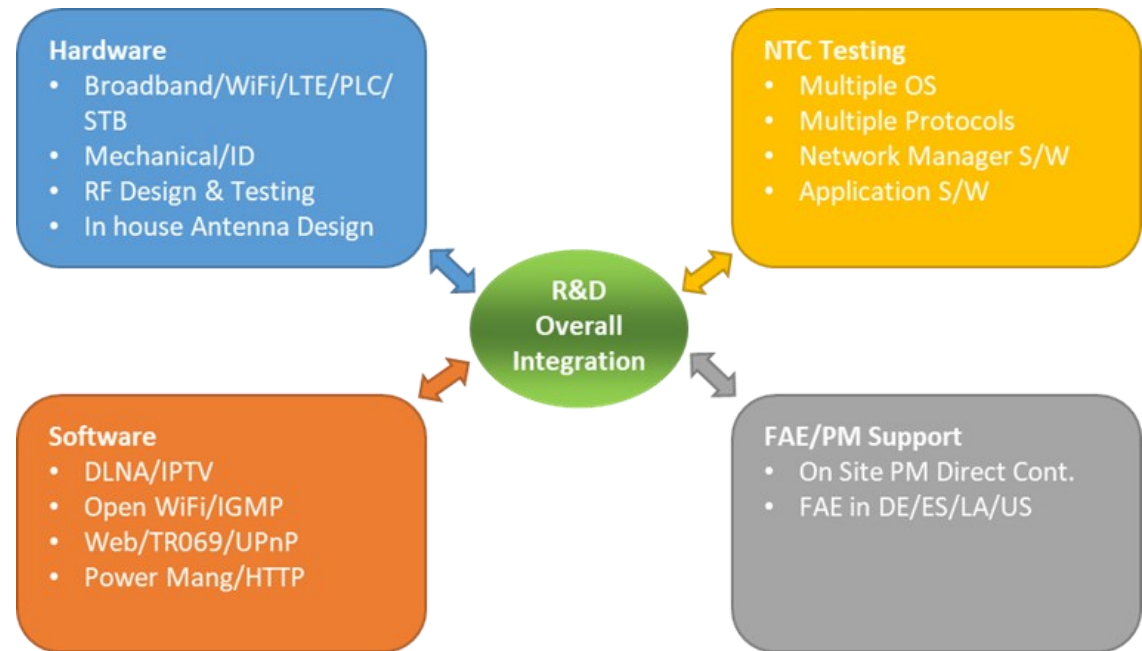 Hardware
• Broadband/WiFi/LTE/PLC/
STB
• Mechanical/ID
• RF Design & Testing
• In house Antenna Design
NTC Testing
• Multiple OS
• Multiple Protocols
• Network Manager S/W
• Application S/W
R&D
Overall
Integration
Software
• DLNA/IPTV
• Open WiFi/IGMP
• Web/TR069/UPnP
• Power Mang/HTTP
FAE/PM Support
• On Site PM Direct Cont.
• FAE in DE/ES/LA/US